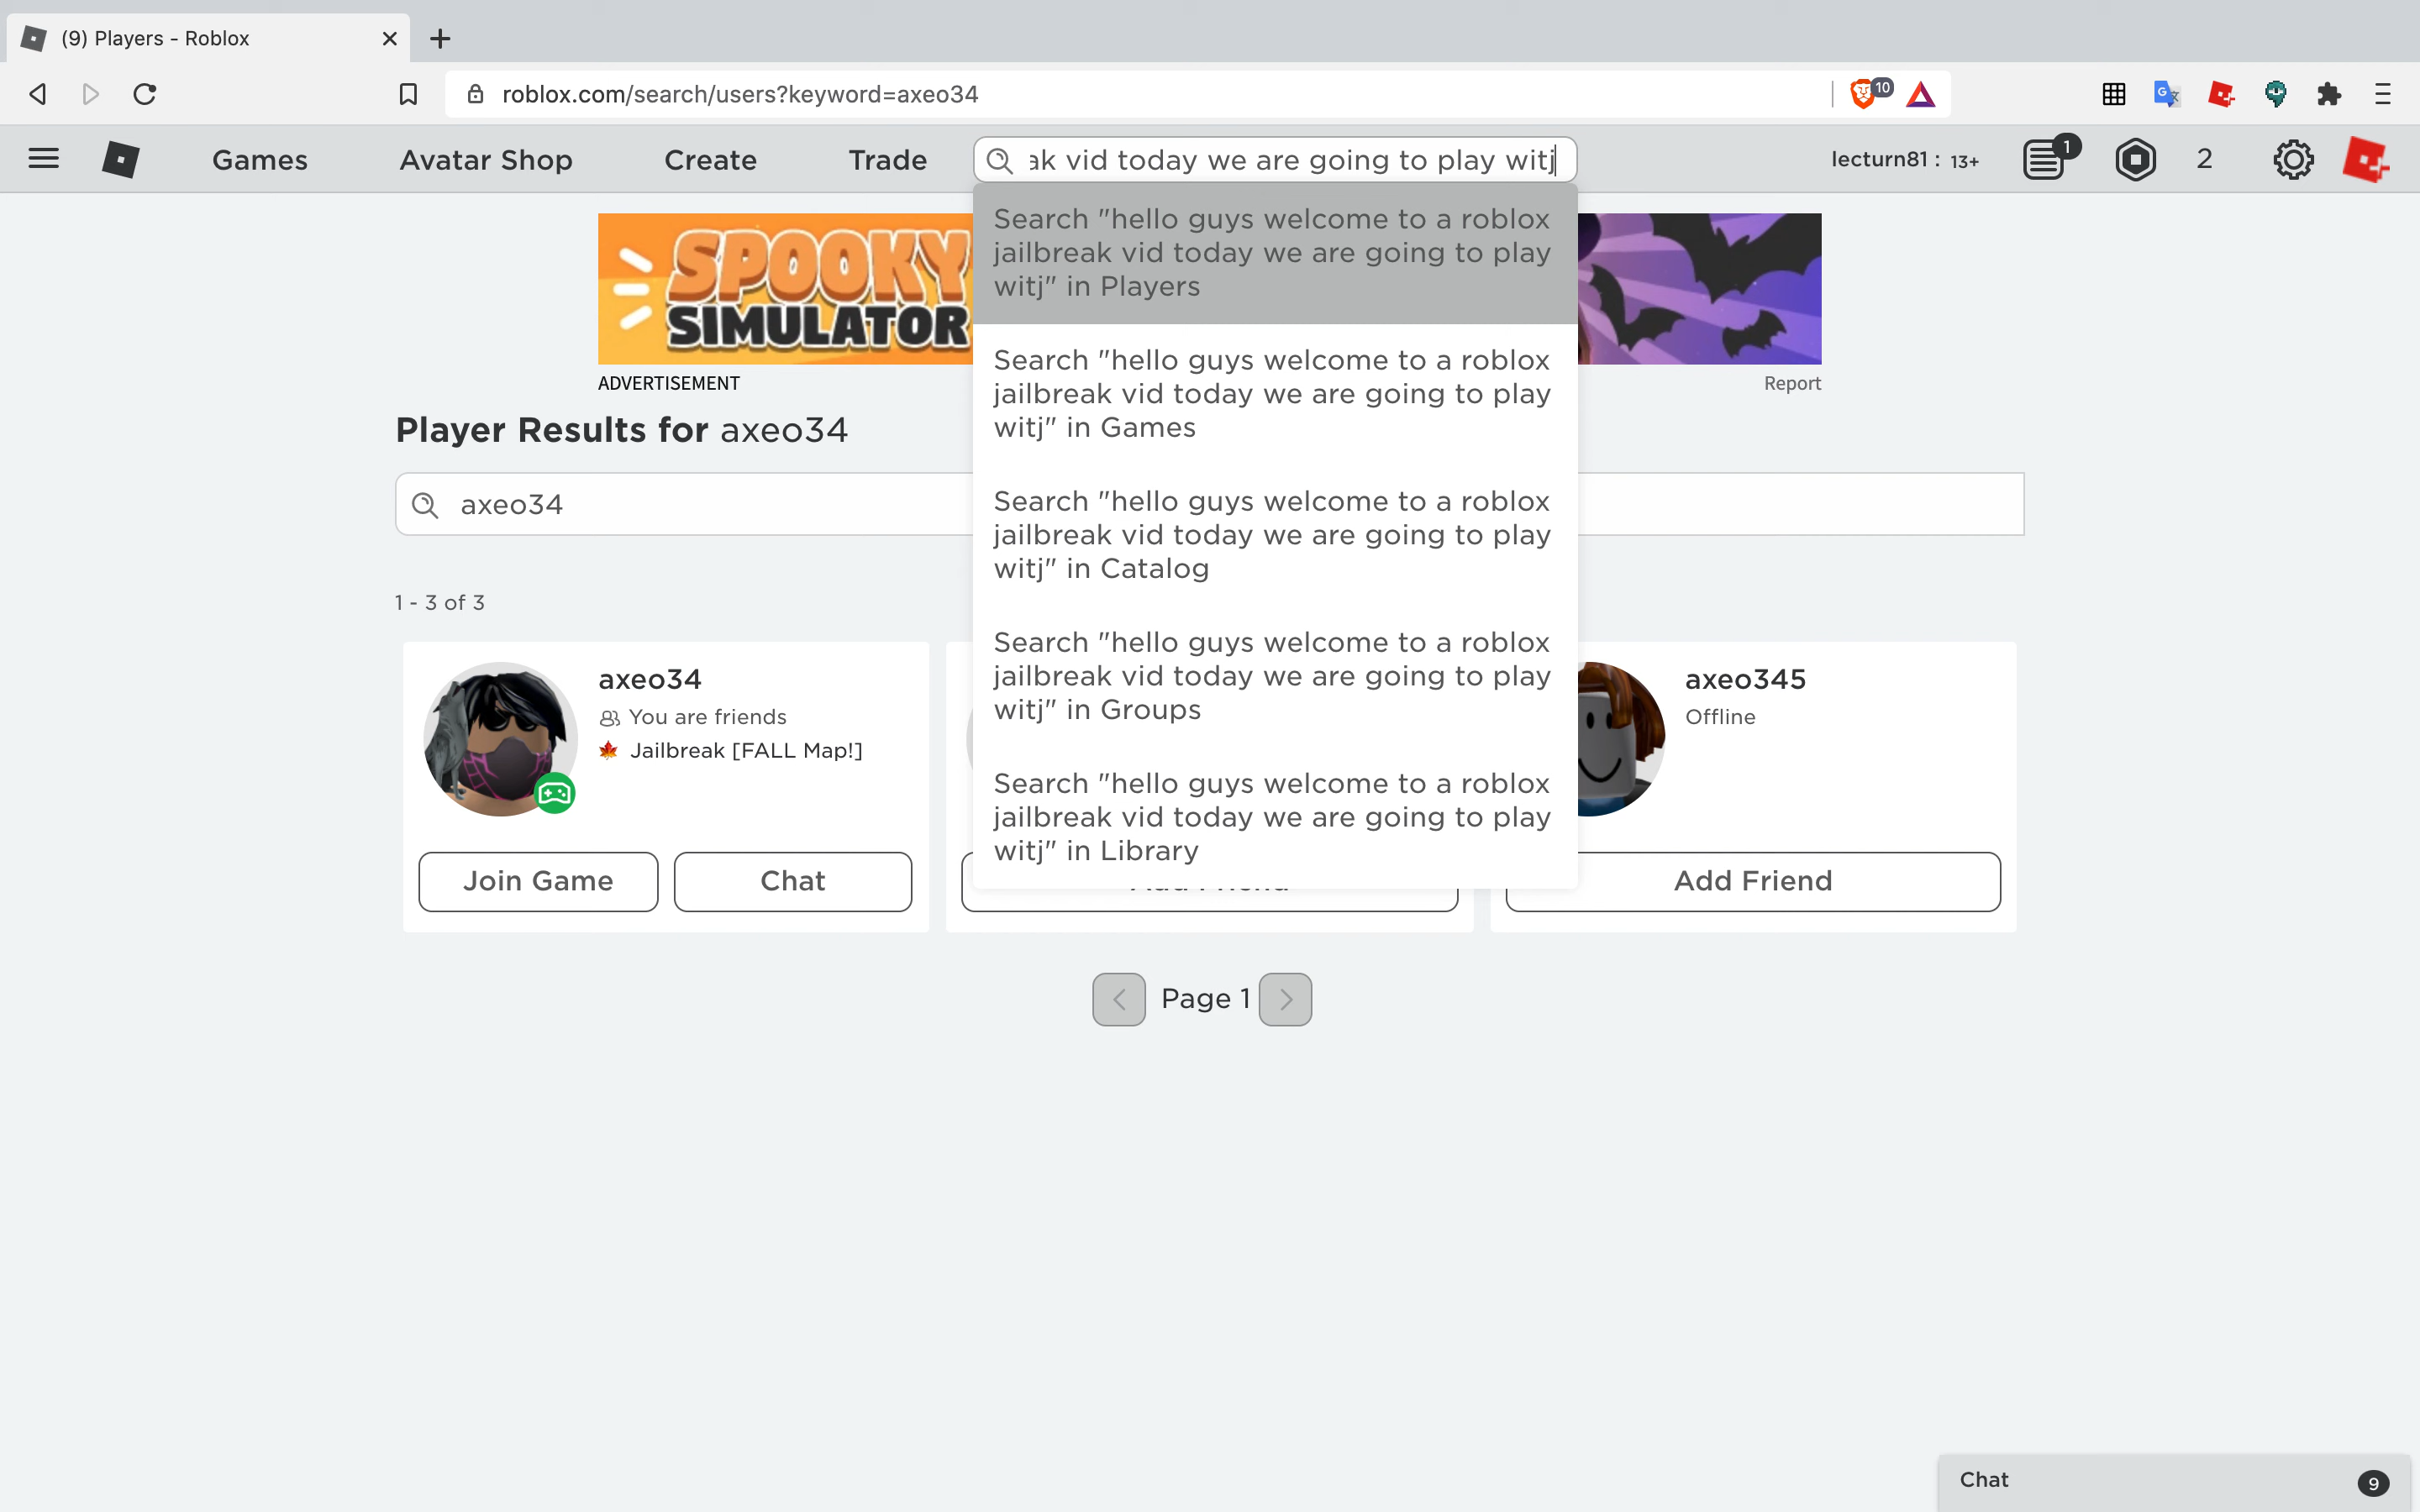 (9) Players - Roblox
roblox.com/search/users?keyword=axeo34
10
Games
Avatar Shop
Create
Trade
ak vid today we are going to play witj
lecturn81 : 13+
1
2
Search "hello guys welcome to a roblox
jailbreak vid today we are going to play
witj" in Players
Search "hello guys welcome to a roblox
jailbreak vid today we are going to play
witj" in Games
Search "hello guys welcome to a roblox
jailbreak vid today we are going to play
witj" in Catalog
Search "hello guys welcome to a roblox
jailbreak vid today we are going to play
witj" in Groups
Search "hello guys welcome to a roblox
jailbreak vid today we are going to play
witj" in Library
SPOOKY
SIMULATOR
ADVERTISEMENT
Report
Player Results for axeo34
axeo34
1 - 3 of 3
axeo34
You are friends
Jailbreak [FALL Map!]
Join Game
Chat
axeo345
Offline
Add Friend
Page 1
Chat
9